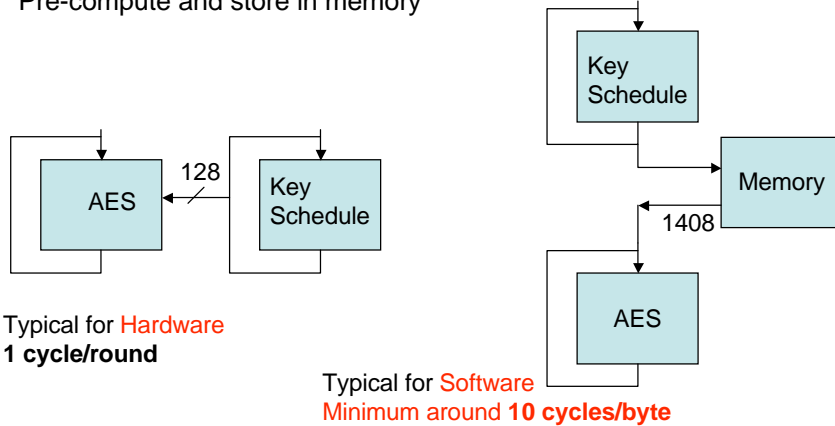 Pre-compute and store in memory
Key
Schedule
Memory
1408
AES
128
AES
Key
Schedule
Typical for Hardware
1 cycle/round
Typical for Software
Minimum around 10 cycles/byte